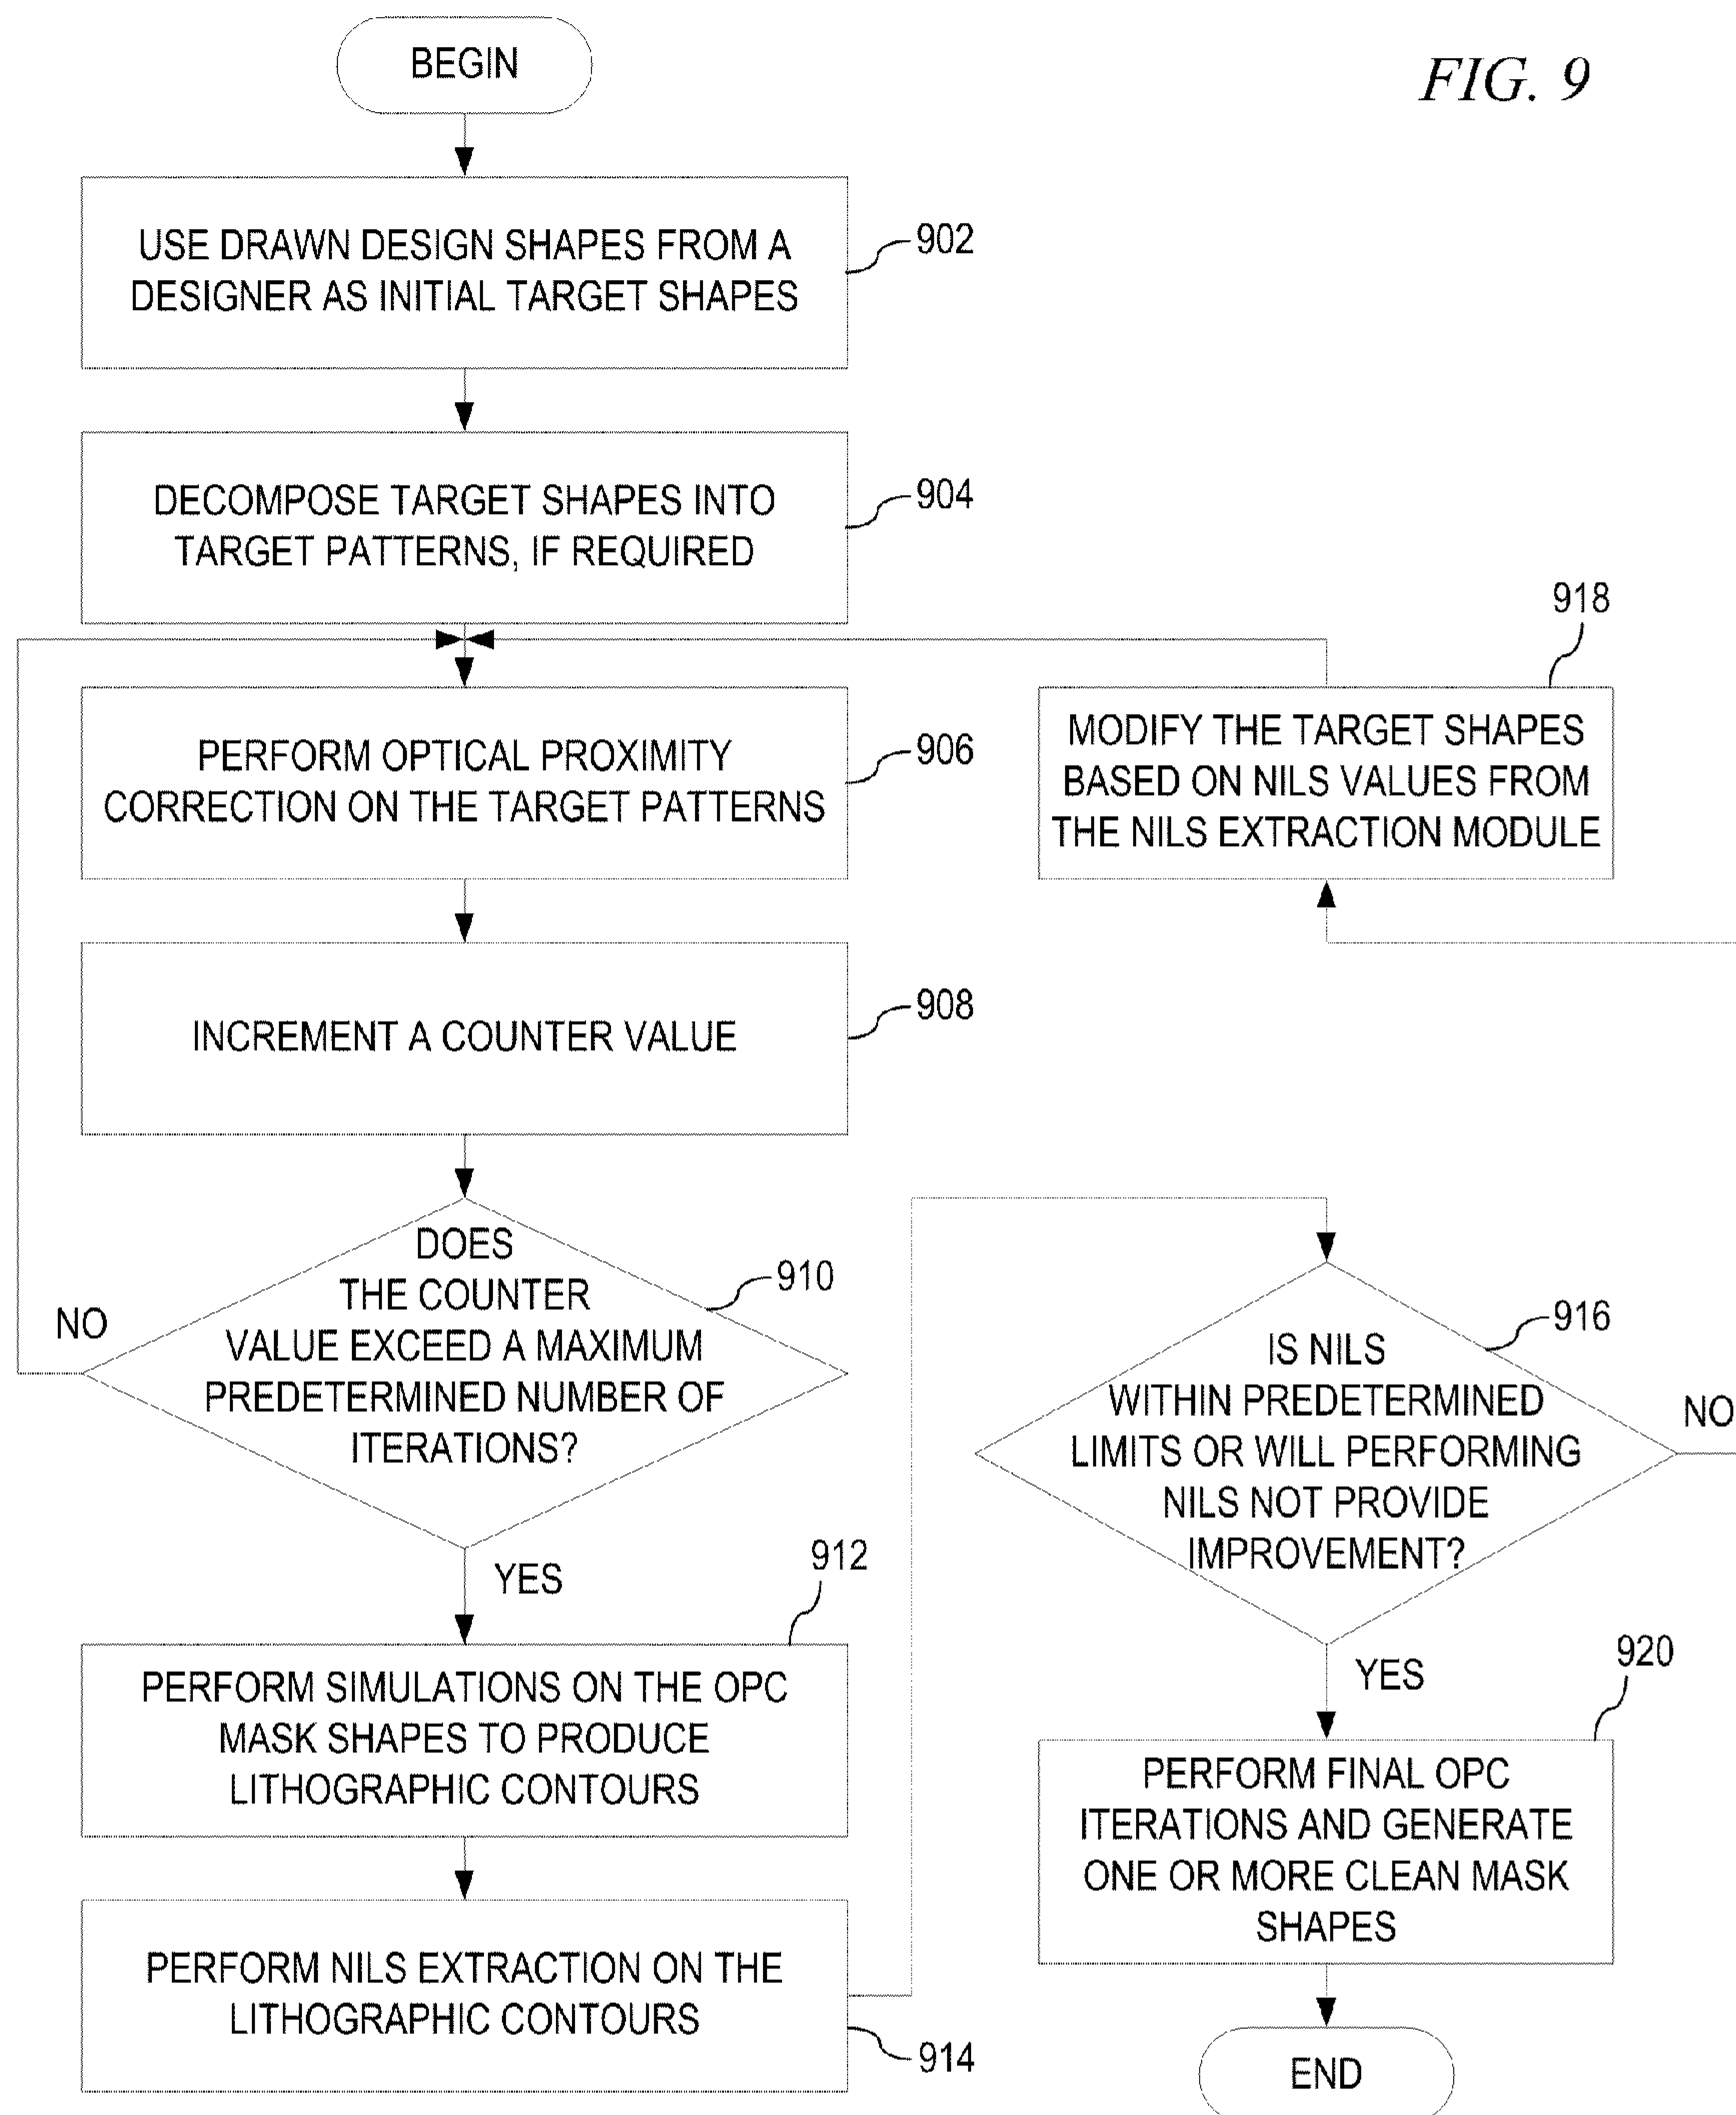 FIG. 9
BEGIN
USE DRAWN DESIGN SHAPES FROM A
DESIGNER AS INITIAL TARGET SHAPES
902
DECOMPOSE TARGET SHAPES INTO
TARGET PATTERNS, IF REQUIRED
904
PERFORM OPTICAL PROXIMITY
CORRECTION ON THE TARGET PATTERNS
906
INCREMENT A COUNTER VALUE
908
DOES
THE COUNTER
VALUE EXCEED A MAXIMUM
PREDETERMINED NUMBER OF
ITERATIONS?
910
NO
YES
912
PERFORM SIMULATIONS ON THE OPC
MASK SHAPES TO PRODUCE
LITHOGRAPHIC CONTOURS
PERFORM NILS EXTRACTION ON THE
LITHOGRAPHIC CONTOURS
914
918
MODIFY THE TARGET SHAPES
BASED ON NILS VALUES FROM
THE NILS EXTRACTION MODULE
916
IS NILS
WITHIN PREDETERMINED
LIMITS OR WILL PERFORMING
NILS NOT PROVIDE
IMPROVEMENT?
NO
YES
920
PERFORM FINAL OPC
ITERATIONS AND GENERATE
ONE OR MORE CLEAN MASK
SHAPES
END